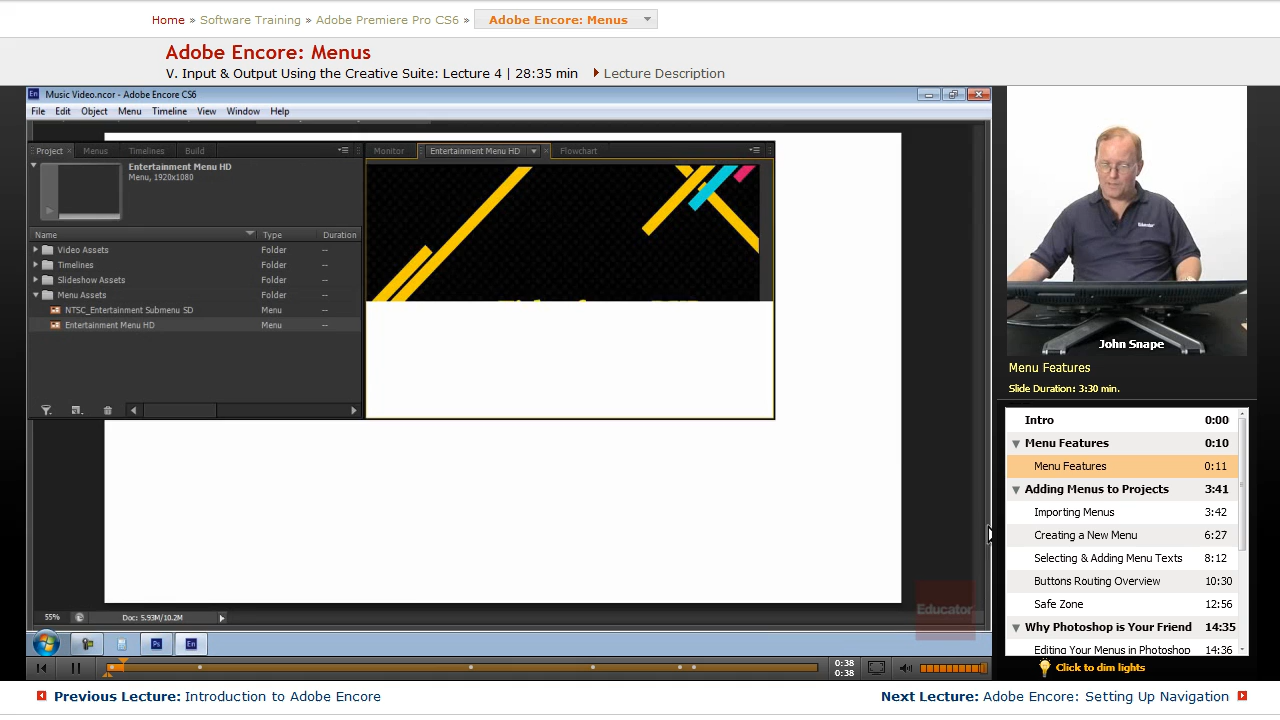 Home » Software Training » Adobe Premiere Pro CS6 » Adobe Encore: Menus
Adobe Encore: Menus
V. Input & Output Using the Creative Suite: Lecture 4 | 28:35 min Lecture Description
Music Video.ncor - Adobe Encore CS6
File Edit Object Menu Timeline View Window Help
Project Menus Timelines Build
Monitor Entertainment Menu HD Flowchart
Entertainment Menu HD
Menu, 1920x1080
Name Type Duration
Video Assets Folder --
Timelines Folder --
Slideshow Assets Folder --
Menu Assets Folder --
NTSC_Entertainment Submenu SD Menu --
Entertainment Menu HD Menu --
55% Doc: 5.93M/10.2M
Educator
Ps En
0:38
0:38
John Snape
Menu Features
Slide Duration: 3:30 min.
Intro 0:00
Menu Features 0:10
Menu Features 0:11
Adding Menus to Projects 3:41
Importing Menus 3:42
Creating a New Menu 6:27
Selecting & Adding Menu Texts 8:12
Buttons Routing Overview 10:30
Safe Zone 12:56
Why Photoshop is Your Friend 14:35
Editing Your Menus in Photoshop 14:36
Click to dim lights
Previous Lecture: Introduction to Adobe Encore
Next Lecture: Adobe Encore: Setting Up Navigation